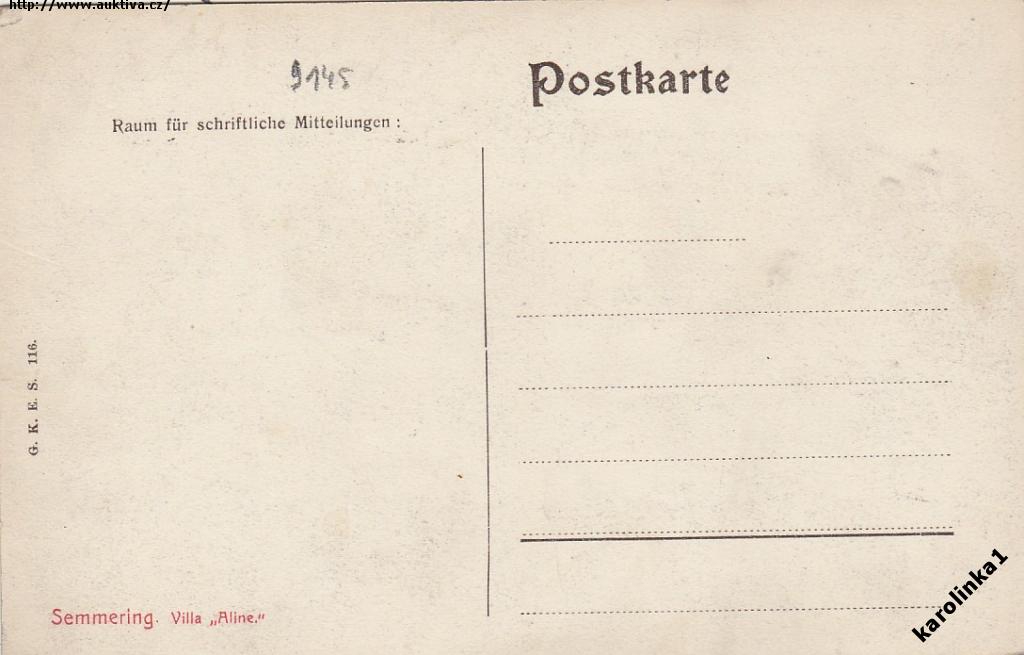 http://www.auktiva.cz/
9145
Postkarte
Raum für schriftliche Mitteilungen :
G. K. E. S. 116.
Semmering. Villa „Aline."
karolinka1